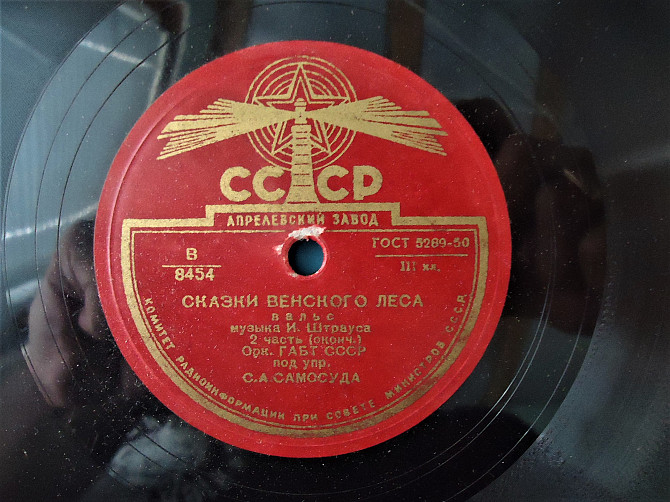 СССР
АПРЕЛЕВСКИЙ ЗАВОД
В
8454
ГОСТ 5289-50
III кл.
СКАЗКИ ВЕНСКОГО ЛЕСА
вальс
музыка И. Штрауса
2 часть (оконч.)
Орк. ГАБТ СССР
под упр.
С.А.САМОСУДА
КОМИТЕТ РАДИОИНФОРМАЦИИ ПРИ СОВЕТЕ МИНИСТРОВ СССР